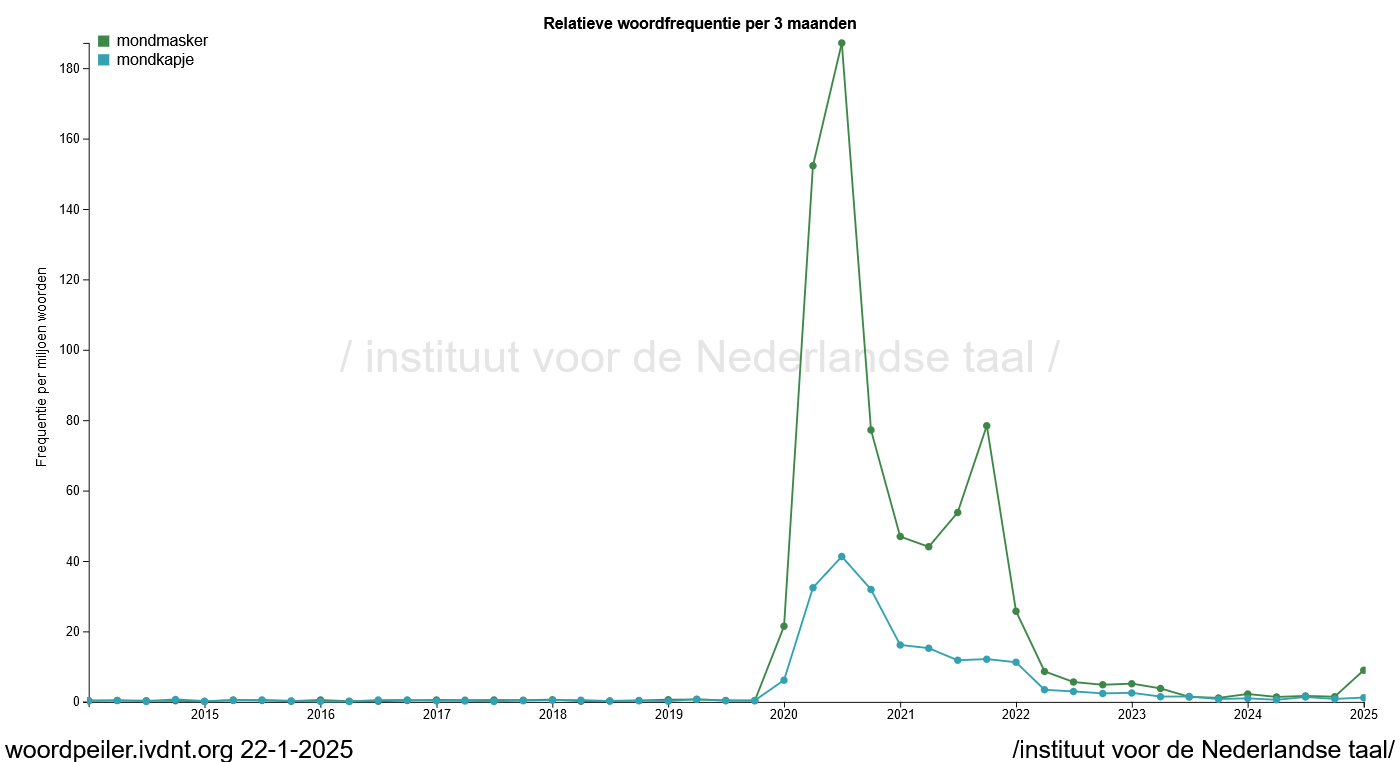 Relatieve woordfrequentie per 3 maanden
mondmasker
mondkapje
Frequentie per miljoen woorden
180
160
140
120
100
80
60
40
20
0
/ instituut voor de Nederlandse taal /
2015 2016 2017 2018 2019 2020 2021 2022 2023 2024 2025
woordpeiler.ivdnt.org 22-1-2025
/instituut voor de Nederlandse taal/